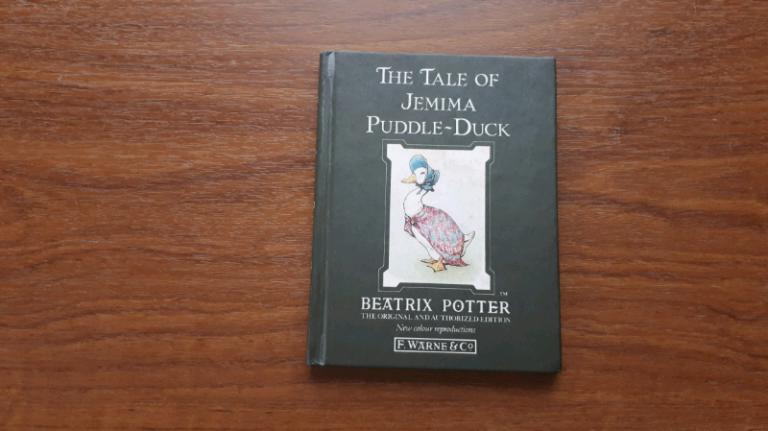 THE TALE OF
JEMIMA
PUDDLE~DUCK
TM
BEATRIX POTTER
THE ORIGINAL AND AUTHORIZED EDITION
New colour reproductions
F. WARNE & Co